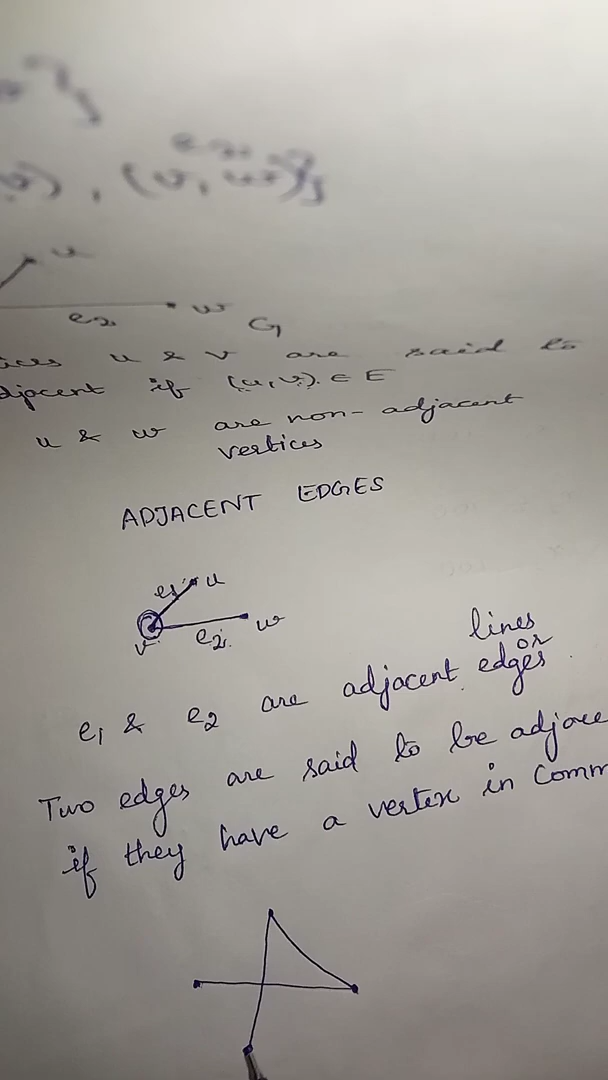 (v, w)}
u
e2 w G
u & v are said to
if (u, v) ∈ E
u & w are non-adjacent
vertices
ADJACENT EDGES
e1 u
v e2 w
lines
or
e1 & e2 are adjacent edges.
Two edges are said to be
if they have a vertex in